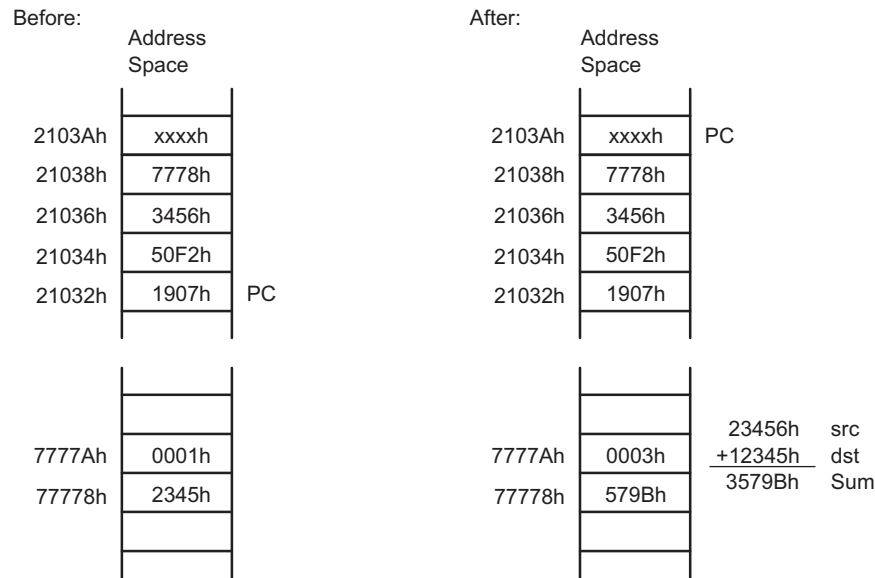 Before:
Address
Space
2103Ah xxxxh
21038h 7778h
21036h 3456h
21034h 50F2h
21032h 1907h PC
7777Ah 0001h
77778h 2345h
After:
Address
Space
2103Ah xxxxh PC
21038h 7778h
21036h 3456h
21034h 50F2h
21032h 1907h
7777Ah 0003h
77778h 579Bh
23456h src
+12345h dst
3579Bh Sum